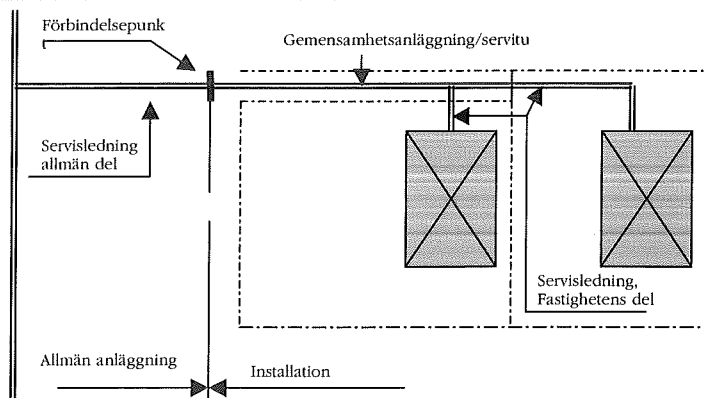 Förbindelsepunk
Gemensamhetsanläggning/servitu
Servisledning
allmän del
Servisledning,
Fastighetens del
Allmän anläggning
Installation